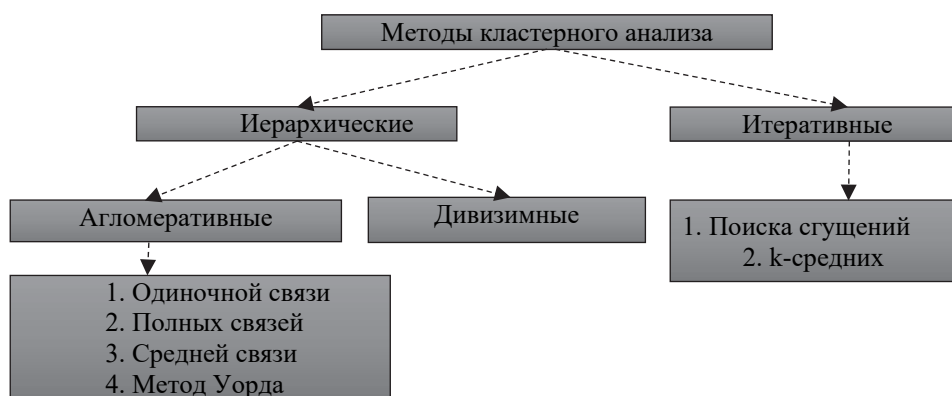 Методы кластерного анализа
Иерархические
Итеративные
Агломеративные
Дивизимные
1. Поиска сгущений
2. k-средних
1. Одиночной связи
2. Полных связей
3. Средней связи
4. Метод Уорда